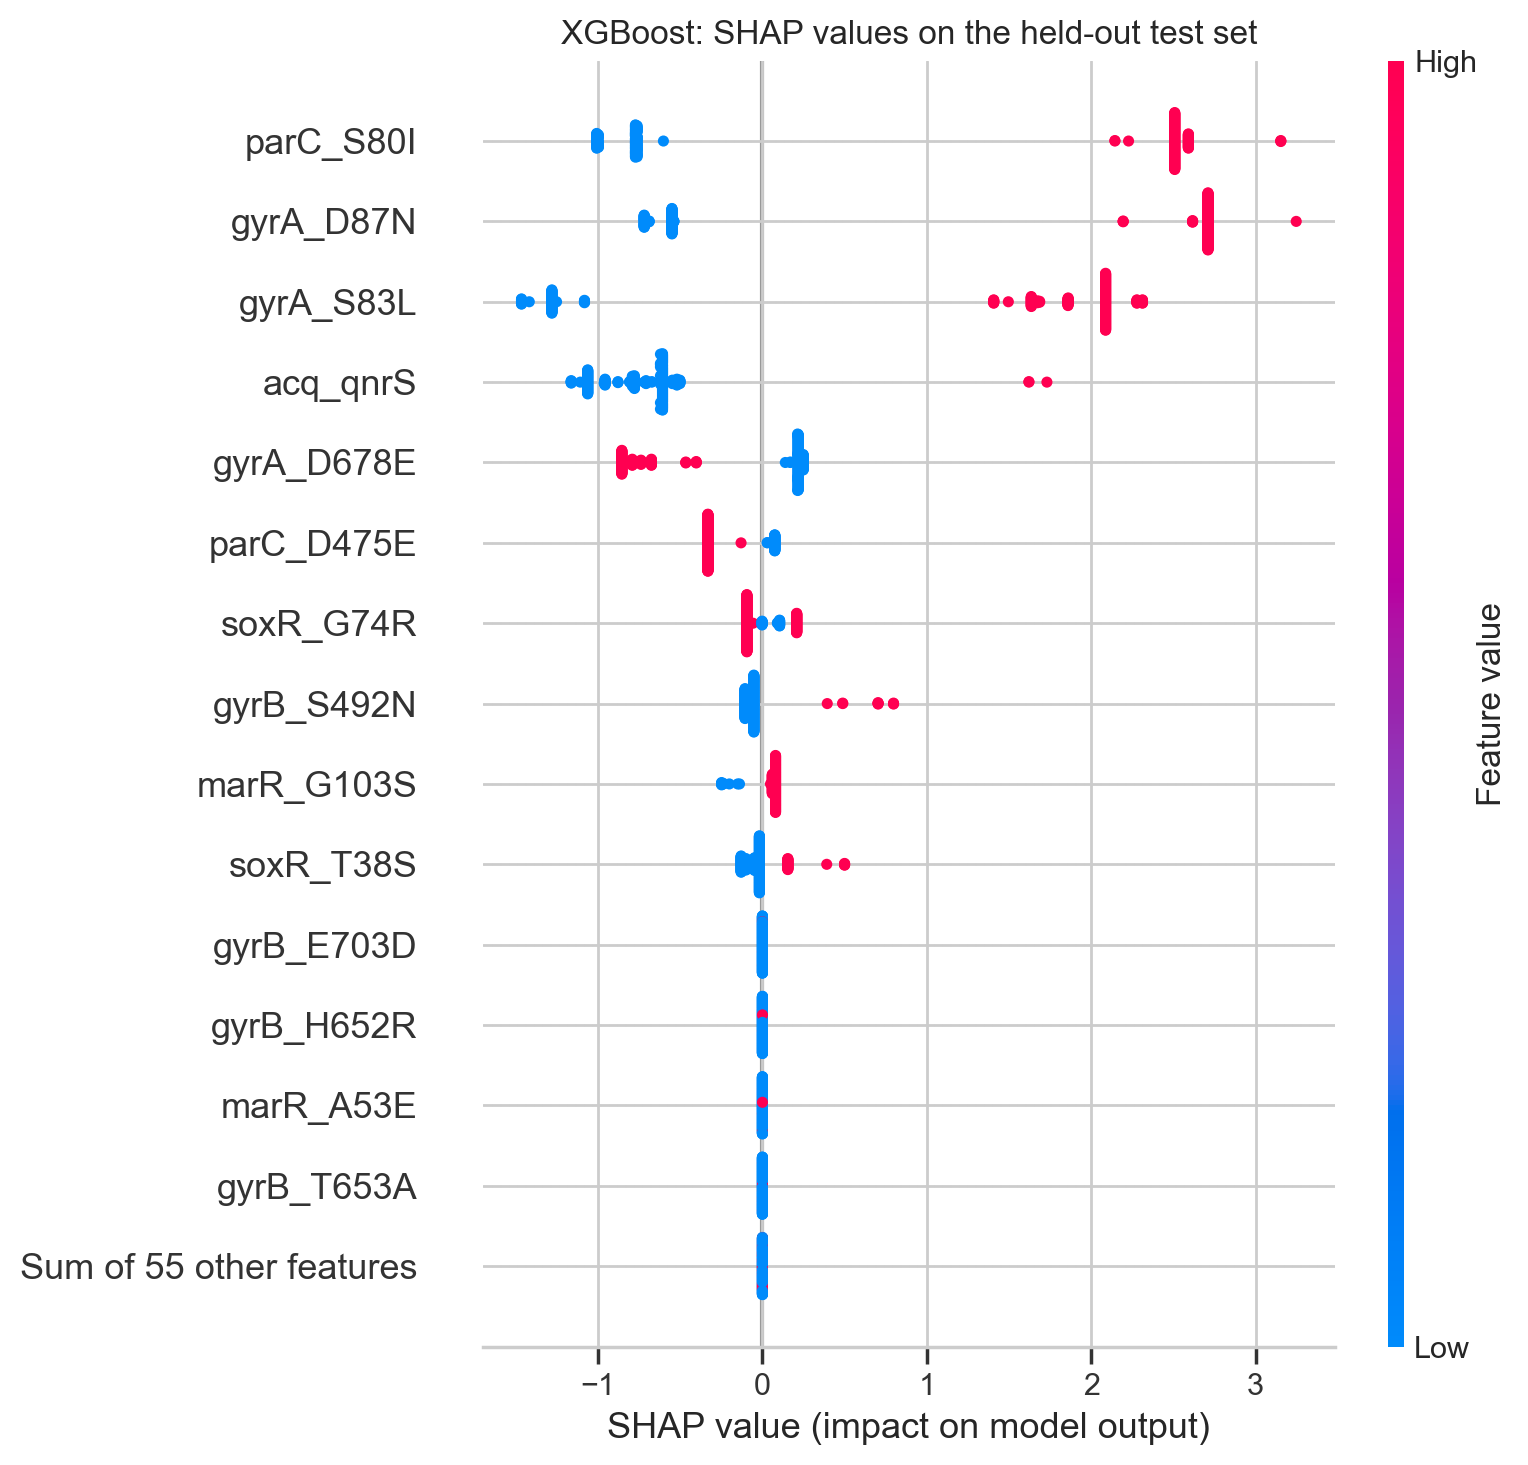 XGBoost: SHAP values on the held-out test set
High
parC_S80I
gyrA_D87N
gyrA_S83L
acq_qnrS
gyrA_D678E
parC_D475E
soxR_G74R
gyrB_S492N
marR_G103S
soxR_T38S
gyrB_E703D
gyrB_H652R
marR_A53E
gyrB_T653A
Sum of 55 other features
Feature value
Low
−1 0 1 2 3
SHAP value (impact on model output)